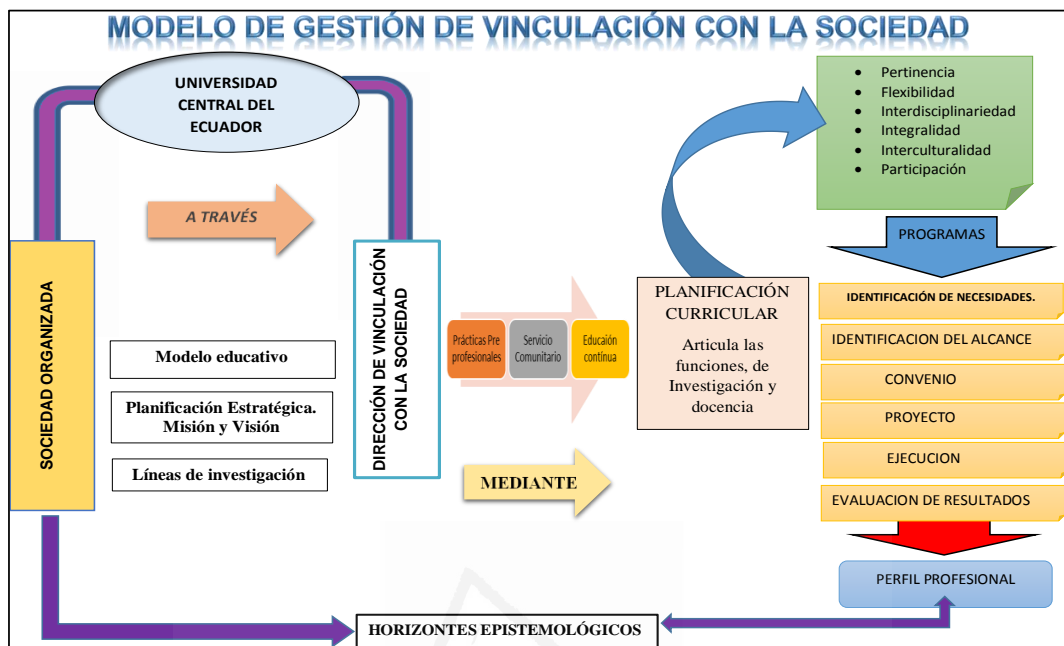 MODELO DE GESTIÓN DE VINCULACIÓN CON LA SOCIEDAD
UNIVERSIDAD
CENTRAL DEL
ECUADOR
A TRAVÉS
SOCIEDAD ORGANIZADA
Modelo educativo
Planificación Estratégica.
Misión y Visión
Líneas de investigación
DIRECCIÓN DE VINCULACIÓN
CON LA SOCIEDAD
Prácticas Pre
profesionales
Servicio
Comunitario
Educaión
contínua
MEDIANTE
PLANIFICACIÓN
CURRICULAR
Articula las
funciones, de
Investigación y
docencia
• Pertinencia
• Flexibilidad
• Interdisciplinariedad
• Integralidad
• Interculturalidad
• Participación
PROGRAMAS
IDENTIFICACIÓN DE NECESIDADES.
IDENTIFICACION DEL ALCANCE
CONVENIO
PROYECTO
EJECUCION
EVALUACION DE RESULTADOS
PERFIL PROFESIONAL
HORIZONTES EPISTEMOLÓGICOS